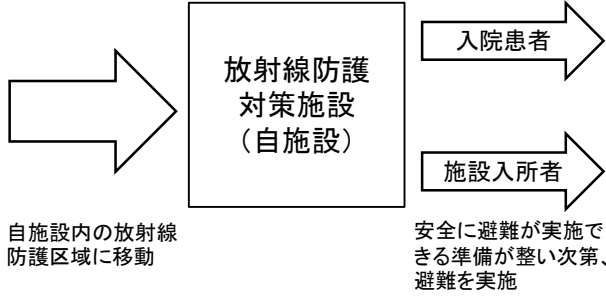 放射線防護
対策施設
（自施設）
入院患者
施設入所者
自施設内の放射線
防護区域に移動
安全に避難が実施で
きる準備が整い次第、
避難を実施